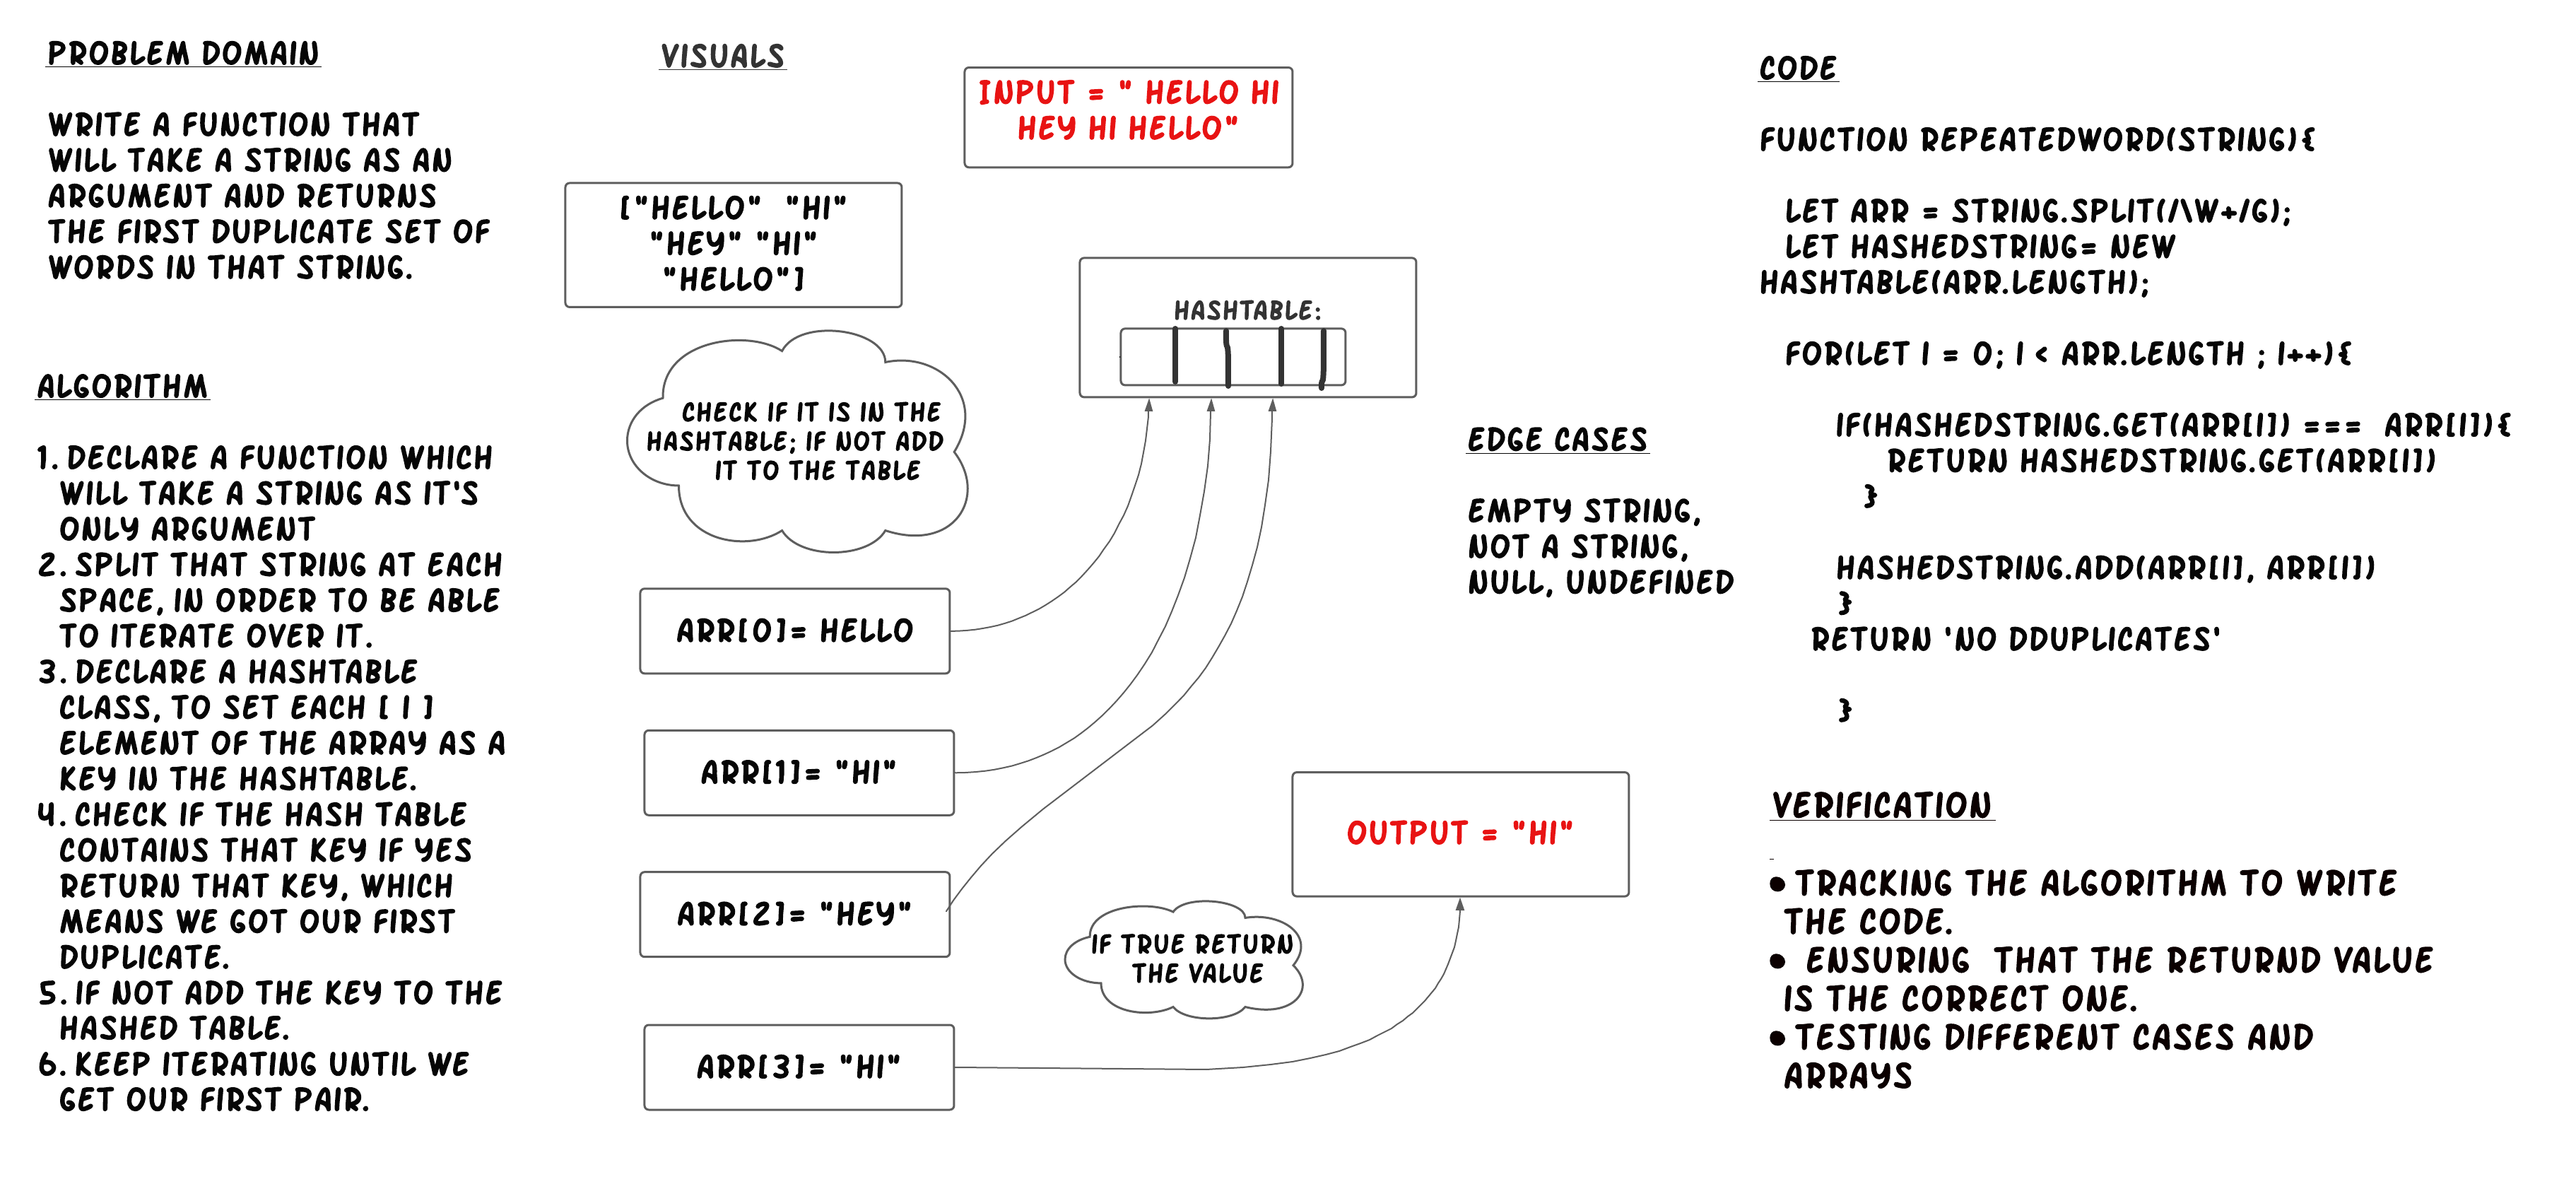 PROBLEM DOMAIN
WRITE A FUNCTION THAT
WILL TAKE A STRING AS AN
ARGUMENT AND RETURNS
THE FIRST DUPLICATE SET OF
WORDS IN THAT STRING.
ALGORITHM
1. DECLARE A FUNCTION WHICH
WILL TAKE A STRING AS IT'S
ONLY ARGUMENT
2. SPLIT THAT STRING AT EACH
SPACE, IN ORDER TO BE ABLE
TO ITERATE OVER IT.
3. DECLARE A HASHTABLE
CLASS, TO SET EACH [ I ]
ELEMENT OF THE ARRAY AS A
KEY IN THE HASHTABLE.
4. CHECK IF THE HASH TABLE
CONTAINS THAT KEY IF YES
RETURN THAT KEY, WHICH
MEANS WE GOT OUR FIRST
DUPLICATE.
5. IF NOT ADD THE KEY TO THE
HASHED TABLE.
6. KEEP ITERATING UNTIL WE
GET OUR FIRST PAIR.
VISUALS
INPUT = " HELLO HI
HEY HI HELLO"
["HELLO" "HI"
"HEY" "HI"
"HELLO"]
HASHTABLE:
CHECK IF IT IS IN THE
HASHTABLE; IF NOT ADD
IT TO THE TABLE
ARR[0]= HELLO
ARR[1]= "HI"
ARR[2]= "HEY"
ARR[3]= "HI"
IF TRUE RETURN
THE VALUE
OUTPUT = "HI"
EDGE CASES
EMPTY STRING,
NOT A STRING,
NULL, UNDEFINED
CODE
FUNCTION REPEATEDWORD(STRING){
LET ARR = STRING.SPLIT(/\W+/G);
LET HASHEDSTRING= NEW
HASHTABLE(ARR.LENGTH);
FOR(LET I = 0; I < ARR.LENGTH ; I++){
IF(HASHEDSTRING.GET(ARR[I]) === ARR[I]){
RETURN HASHEDSTRING.GET(ARR[I])
}
HASHEDSTRING.ADD(ARR[I], ARR[I])
}
RETURN 'NO DDUPLICATES'
}
VERIFICATION
• TRACKING THE ALGORITHM TO WRITE
THE CODE.
• ENSURING THAT THE RETURND VALUE
IS THE CORRECT ONE.
• TESTING DIFFERENT CASES AND
ARRAYS